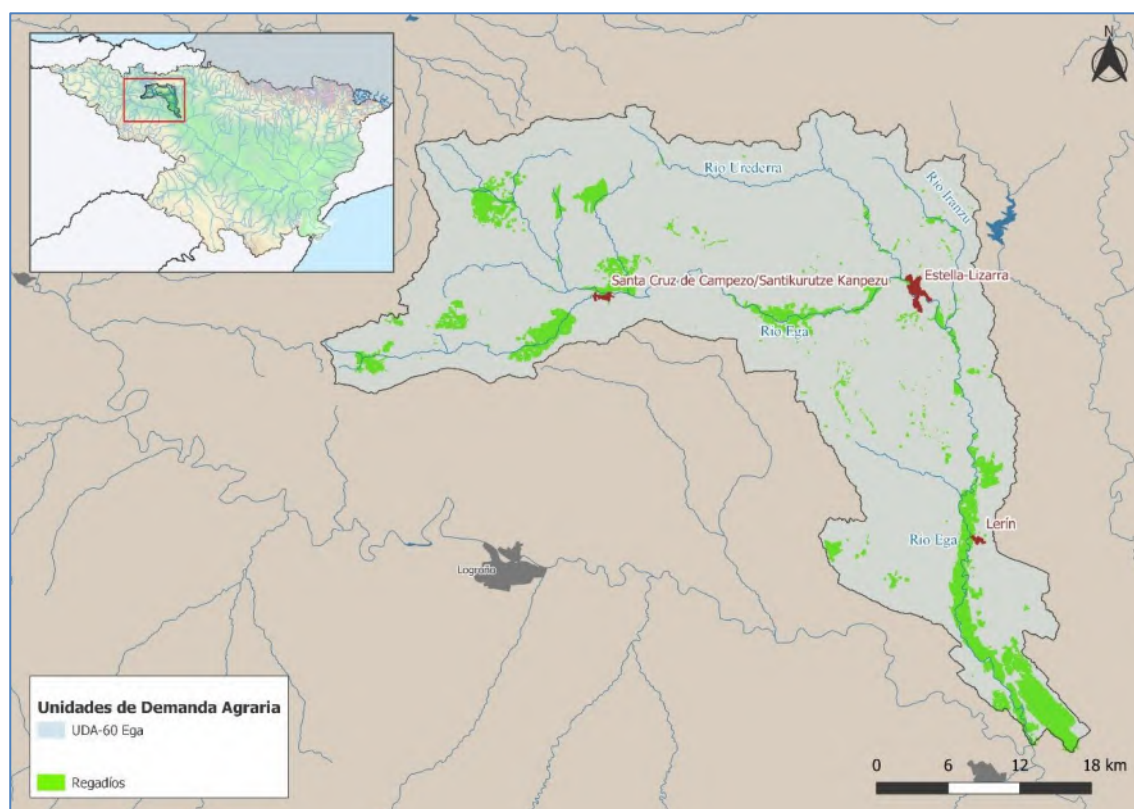 N
Río Urederra
Río Iranzu
Santa Cruz de Campezo/Santikurutze Kanpezu
Estella-Lizarra
Río Ega
Lerín
Río Ega
Logroño
Unidades de Demanda Agraria
UDA-60 Ega
Regadíos
0 6 12 18 km